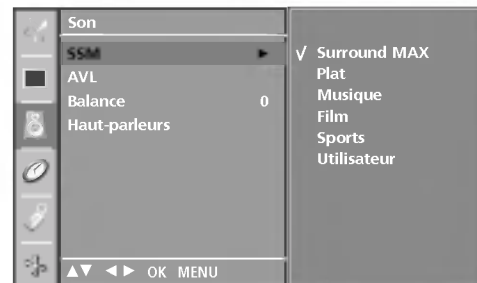 Son
SSM
AVL
Balance 0
Haut-parleurs
▲▼ ◄► OK MENU
√ Surround MAX
Plat
Musique
Film
Sports
Utilisateur